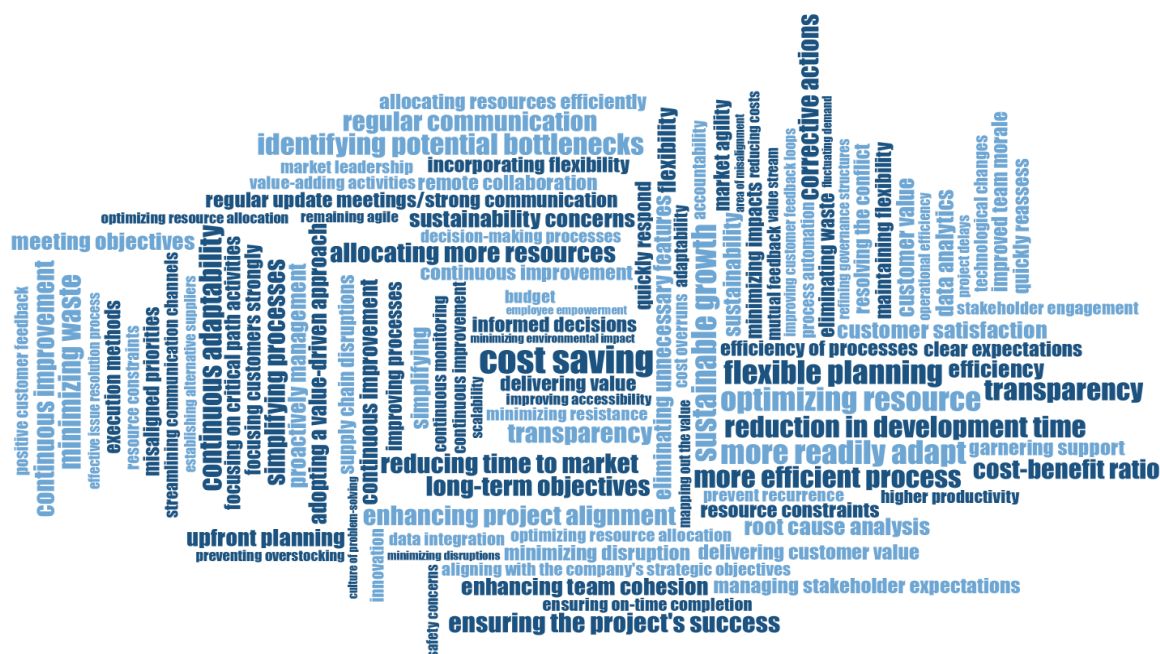 corrective actions
allocating resources efficiently
regular communication
identifying potential bottlenecks
market leadership
incorporating flexibility
value-adding activities
remote collaboration
regular update meetings/strong communication
optimizing resource allocation
remaining agile
sustainability concerns
meeting objectives
decision-making processes
allocating more resources
continuous improvement
quickly respond
flexibility
eliminating unnecessary features
adaptability
cost overruns
accountability
sustainable growth
market agility
sustainability
area of misalignment
reducing costs
minimizing impacts
mutual feedback value stream
improving customer feedback loops
process automation
fluctuating demand
eliminating waste
refining governance structures
resolving the conflict
maintaining flexibility
customer value
operational efficiency
data analytics
project delays
technological changes
improved team morale
quickly reassess
stakeholder engagement
customer satisfaction
positive customer feedback
continuous improvement
minimizing waste
effective issue resolution process
execution methods
resource constraints
misaligned priorities
streamlining communication channels
establishing alternative suppliers
continuous adaptability
focusing on critical path activities
focusing customers strongly
simplifying processes
proactively management
adopting a value-driven approach
supply chain disruptions
continuous improvement
improving processes
simplifying
continuous monitoring
continuous improvement
scalability
budget
employee empowerment
informed decisions
minimizing environmental impact
cost saving
delivering value
improving accessibility
minimizing resistance
transparency
reducing time to market
long-term objectives
mapping out the value
efficiency of processes
clear expectations
flexible planning
efficiency
transparency
optimizing resource
reduction in development time
more readily adapt
garnering support
more efficient process
cost-benefit ratio
prevent recurrence
higher productivity
resource constraints
enhancing project alignment
root cause analysis
upfront planning
preventing overstocking
culture of problem-solving
innovation
data integration
optimizing resource allocation
minimizing disruptions
minimizing disruption
delivering customer value
aligning with the company's strategic objectives
safety concerns
enhancing team cohesion
managing stakeholder expectations
ensuring on-time completion
ensuring the project's success